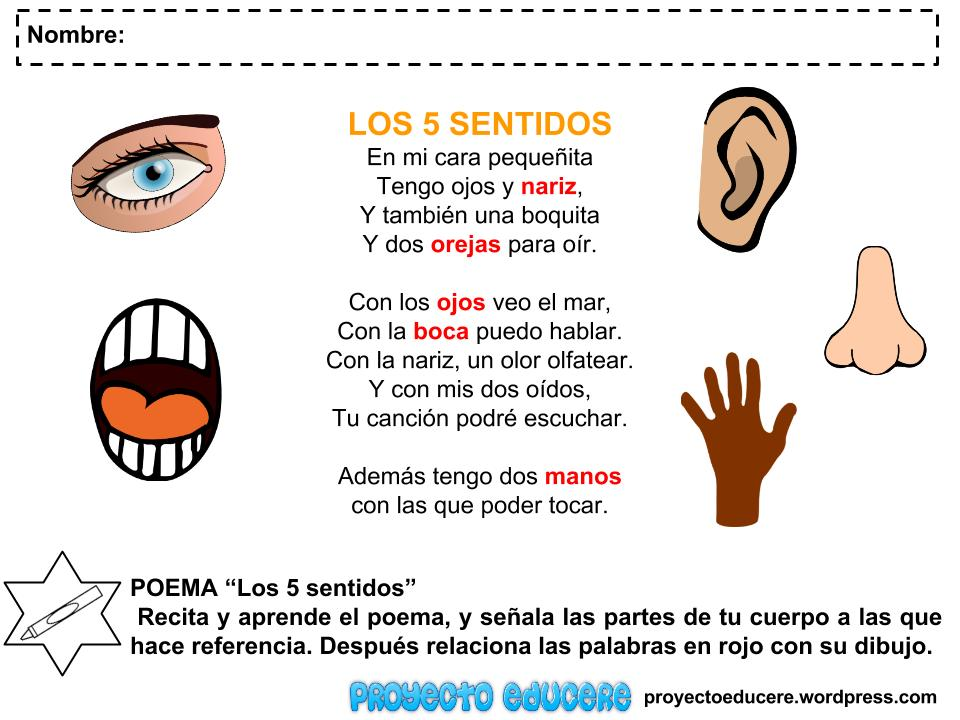 Nombre:
LOS 5 SENTIDOS
En mi cara pequeñita
Tengo ojos y nariz,
Y también una boquita
Y dos orejas para oír.
Con los ojos veo el mar,
Con la boca puedo hablar.
Con la nariz, un olor olfatear.
Y con mis dos oídos,
Tu canción podré escuchar.
Además tengo dos manos
con las que poder tocar.
POEMA “Los 5 sentidos”
Recita y aprende el poema, y señala las partes de tu cuerpo a las que
hace referencia. Después relaciona las palabras en rojo con su dibujo.
PROYECTO EDUCERE proyectoeducere.wordpress.com